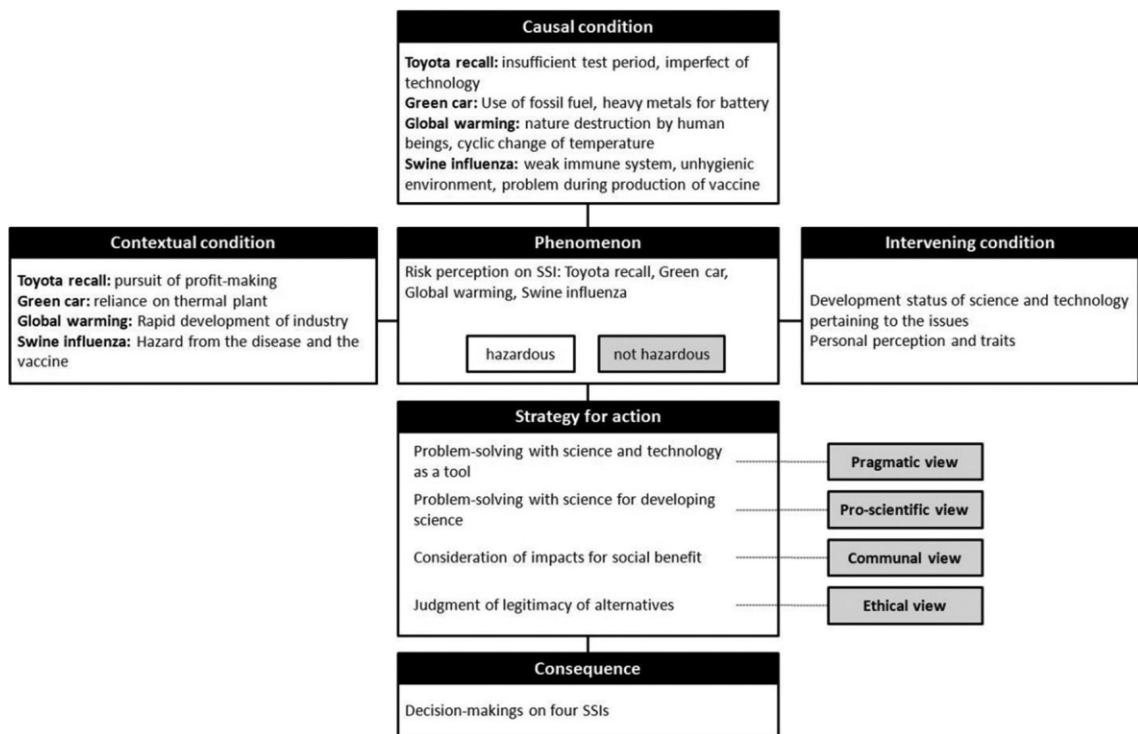 Causal condition
Toyota recall: insufficient test period, imperfect of
technology
Green car: Use of fossil fuel, heavy metals for battery
Global warming: nature destruction by human
beings, cyclic change of temperature
Swine influenza: weak immune system, unhygienic
environment, problem during production of vaccine
Contextual condition
Toyota recall: pursuit of profit-making
Green car: reliance on thermal plant
Global warming: Rapid development of industry
Swine influenza: Hazard from the disease and the
vaccine
Phenomenon
Risk perception on SSI: Toyota recall, Green car,
Global warming, Swine influenza
hazardous
not hazardous
Intervening condition
Development status of science and technology
pertaining to the issues
Personal perception and traits
Strategy for action
Problem-solving with science and technology
as a tool
Pragmatic view
Problem-solving with science for developing
science
Pro-scientific view
Consideration of impacts for social benefit
Communal view
Judgment of legitimacy of alternatives
Ethical view
Consequence
Decision-makings on four SSIs